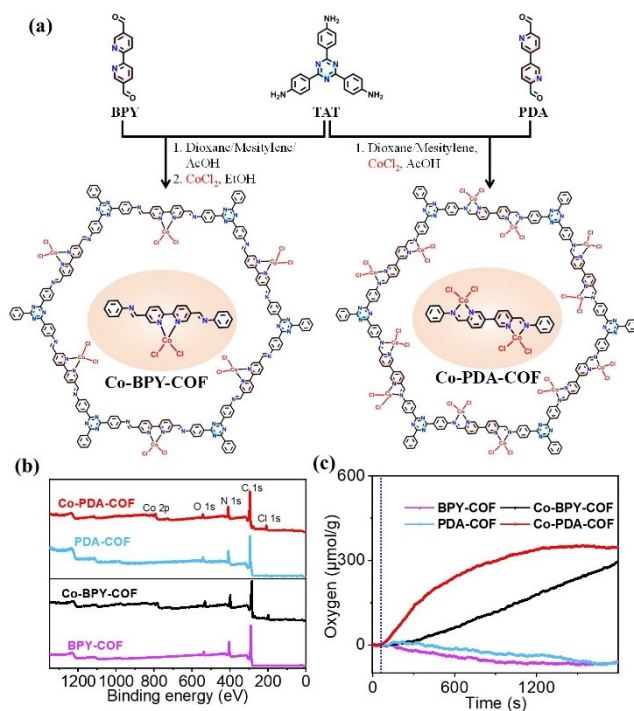 (a)
BPY
TAT
PDA
1. Dioxane/Mesitylene/
AcOH
2. CoCl2, EtOH
1. Dioxane/Mesitylene,
CoCl2, AcOH
Co-BPY-COF
Co-PDA-COF
(b)
Co-PDA-COF
Co 2p
O 1s
N 1s
C 1s
Cl 1s
PDA-COF
Co-BPY-COF
BPY-COF
1200 1000 800 600 400 200 0
Binding energy (eV)
(c)
600
300
0
Oxygen (μmol/g)
BPY-COF
Co-BPY-COF
PDA-COF
Co-PDA-COF
0 600 1200
Time (s)